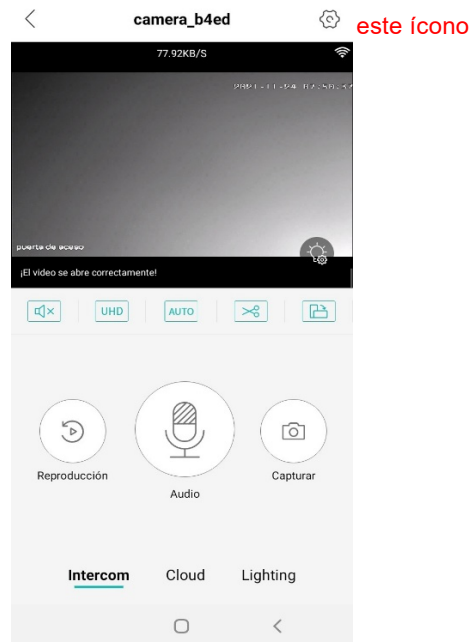 camera_b4ed
este ícono
77.92KB/S
puerta de aceso
¡El video se abre correctamente!
UHD
AUTO
Reproducción
Audio
Capturar
Intercom
Cloud
Lighting